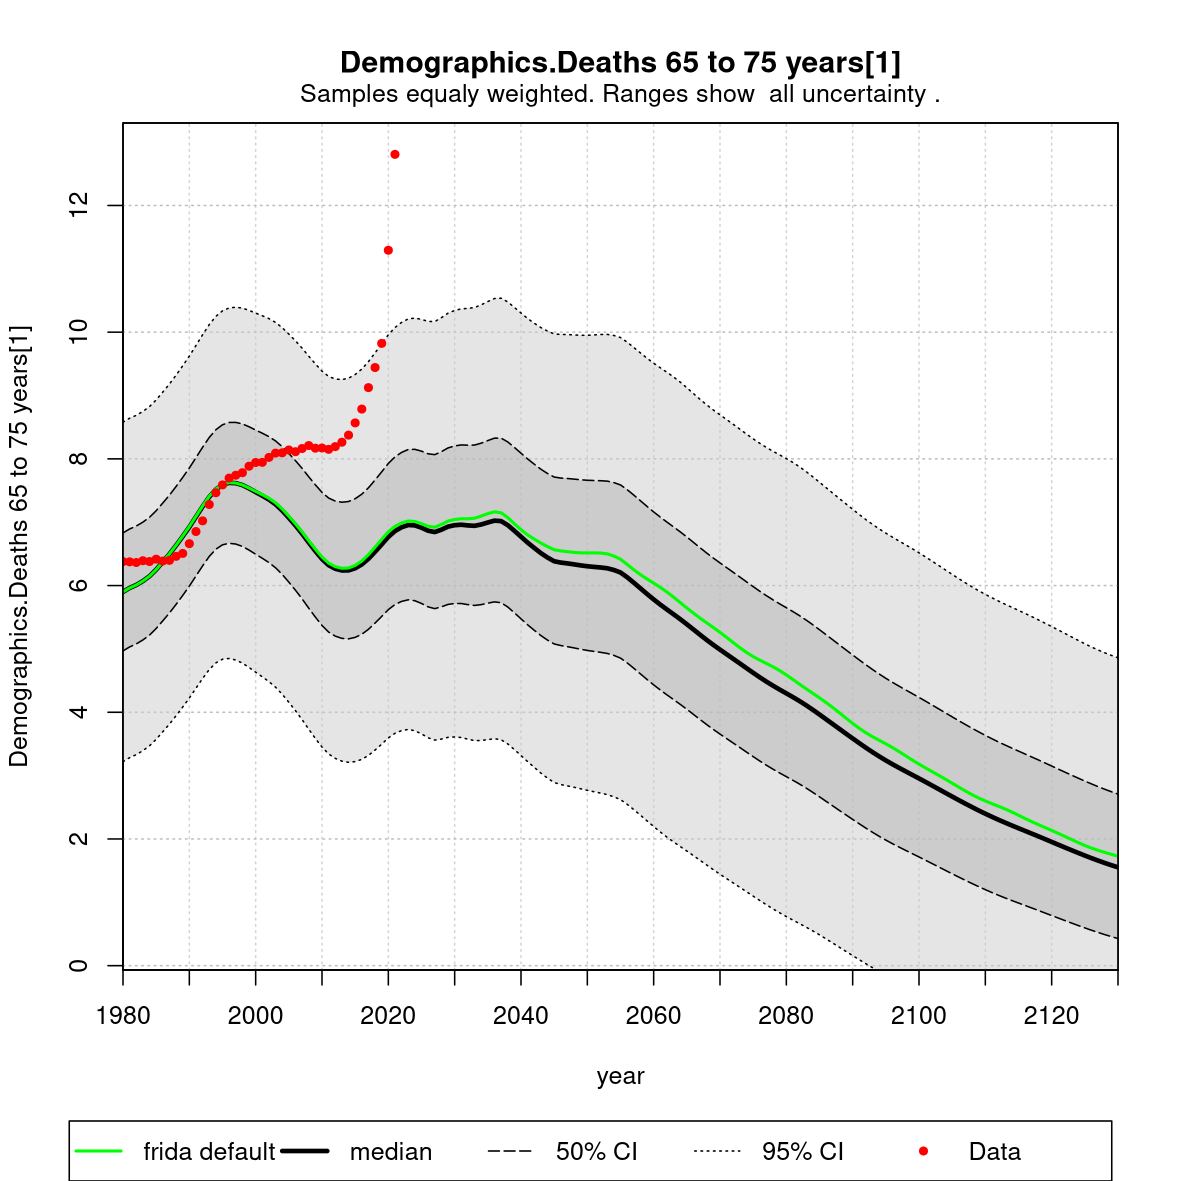 Demographics.Deaths 65 to 75 years[1]
Samples equaly weighted. Ranges show  all uncertainty .
Demographics.Deaths 65 to 75 years[1]
12
10
8
6
4
2
0
1980 2000 2020 2040 2060 2080 2100 2120
year
frida default median 50% CI 95% CI Data